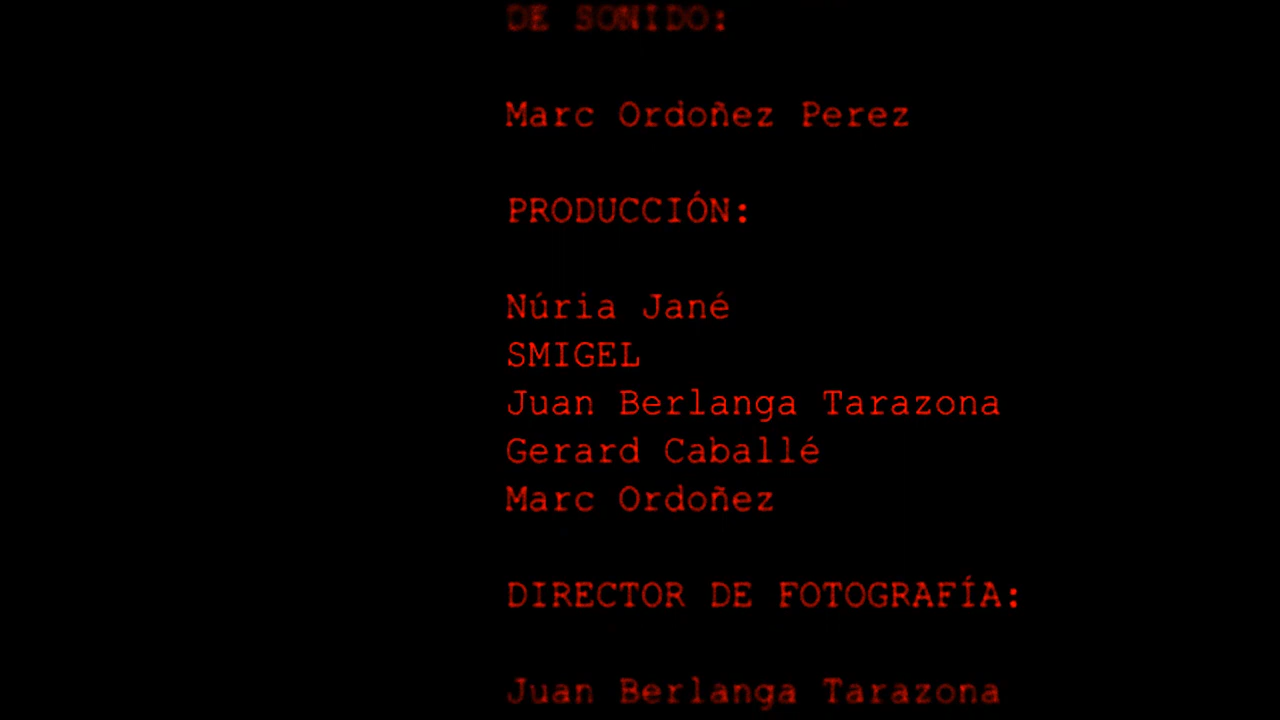 DE SONIDO:
Marc Ordoñez Perez
PRODUCCIÓN:
Núria Jané
SMIGEL
Juan Berlanga Tarazona
Gerard Caballé
Marc Ordoñez
DIRECTOR DE FOTOGRAFÍA:
Juan Berlanga Tarazona